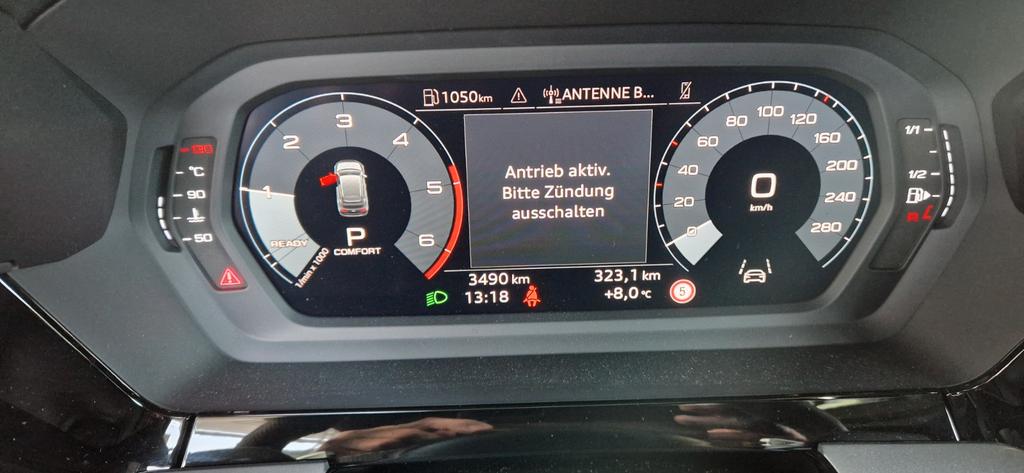 1050km
ANTENNE B...
130
°C
90
50
1
2
3
4
5
6
READY
1/min x 1000
P
COMFORT
Antrieb aktiv.
Bitte Zündung
ausschalten
3490 km
13:18
323,1 km
+8,0 °C
5
0
20
40
60
80
100
120
160
200
240
280
0
km/h
1/1
1/2
R